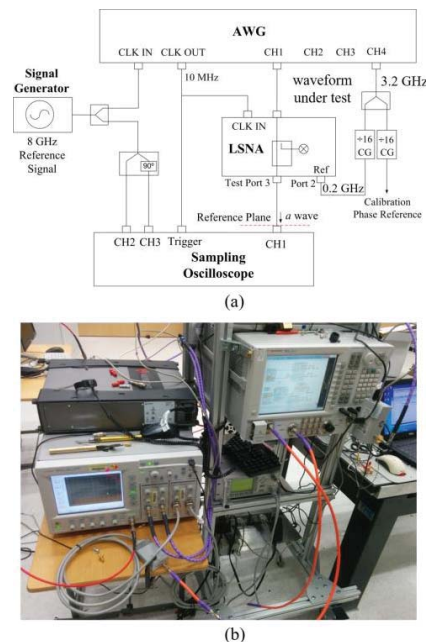 (a)
AWG
CLK IN CLK OUT CH1 CH2 CH3 CH4
Signal
Generator
8 GHz
Reference
Signal
10 MHz
waveform
under test
3.2 GHz
CLK IN
LSNA
÷16
CG
÷16
CG
90°
Ref
Test Port 3
Port 2
0.2 GHz
Calibration
Phase Reference
Reference Plane
a wave
CH2 CH3 Trigger CH1
Sampling
Oscilloscope
(a)
(b)